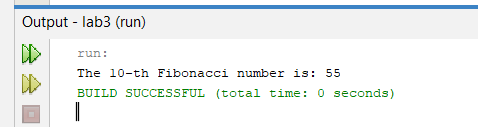 Output - lab3 (run)
run:
The 10-th Fibonacci number is: 55
BUILD SUCCESSFUL (total time: 0 seconds)